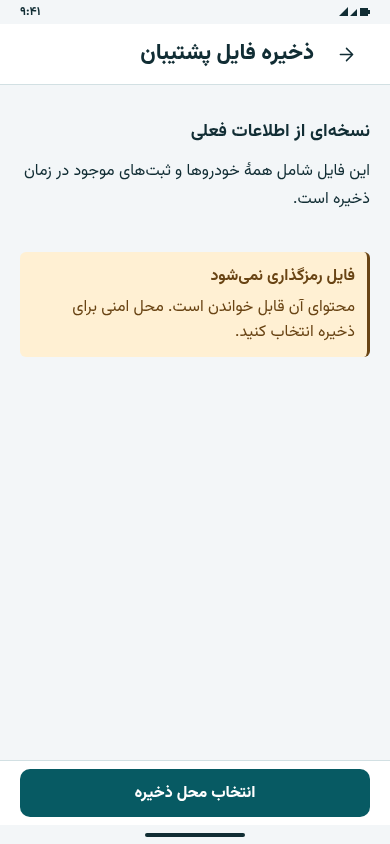 ۹:۴۱
ذخیره فایل پشتیبان
نسخه‌ای از اطلاعات فعلی
این فایل شامل همهٔ خودروها و ثبت‌های موجود در زمان
ذخیره است.
فایل رمزگذاری نمی‌شود
محتوای آن قابل خواندن است. محل امنی برای
ذخیره انتخاب کنید.
انتخاب محل ذخیره